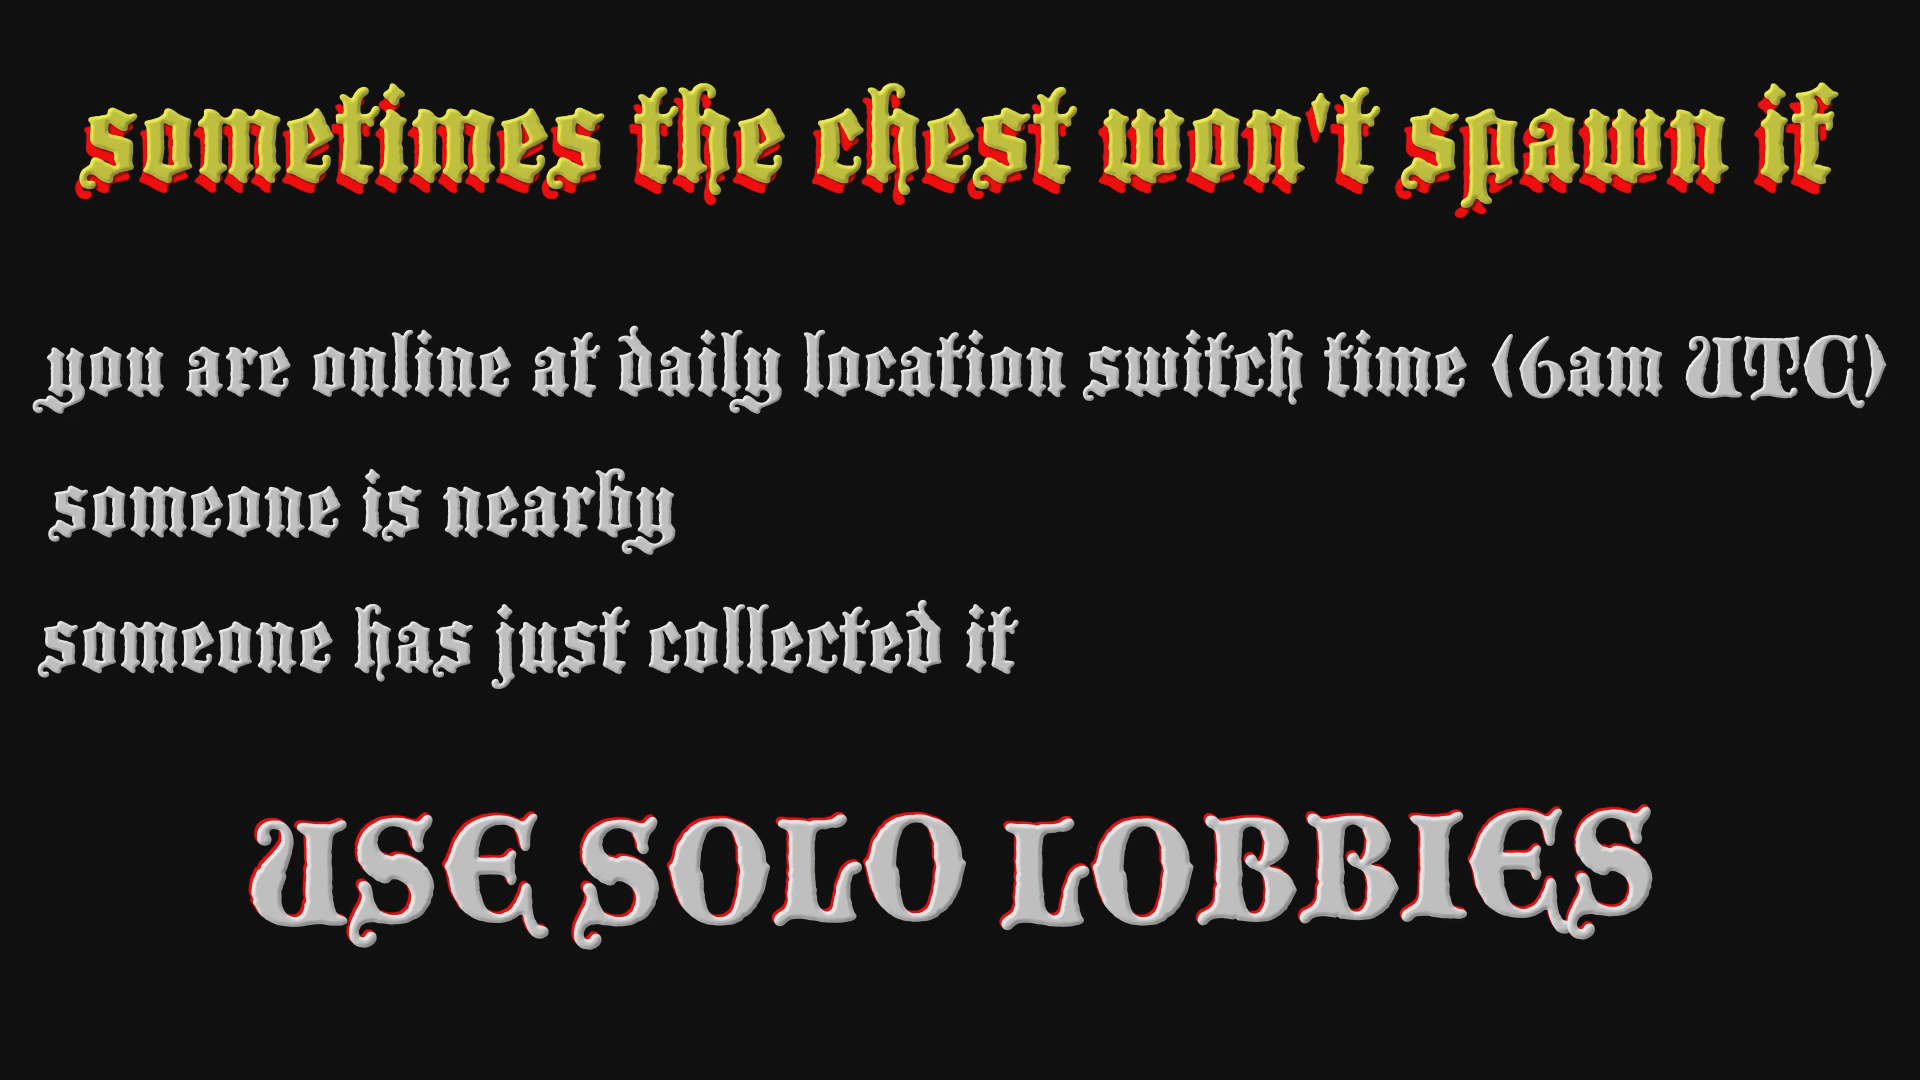 sometimes the chest won't spawn if
you are online at daily location switch time (6am UTC)
someone is nearby
someone has just collected it
USE SOLO LOBBIES